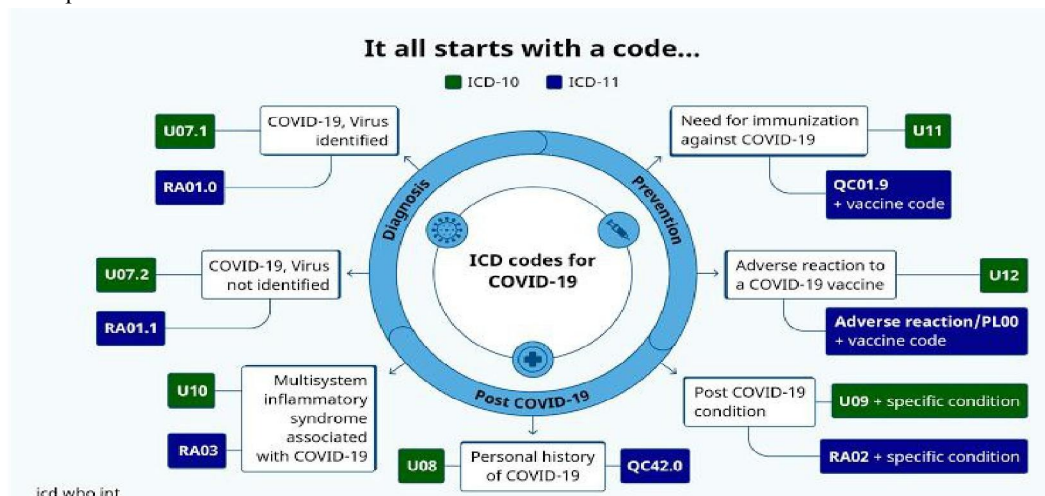 It all starts with a code...
ICD-10
ICD-11
U07.1
COVID-19, Virus
identified
RA01.0
U07.2
COVID-19, Virus
not identified
RA01.1
U10
Multisystem
inflammatory
syndrome
associated
with COVID-19
RA03
Diagnosis
Prevention
Post COVID-19
ICD codes for
COVID-19
Need for immunization
against COVID-19
U11
QC01.9
+ vaccine code
Adverse reaction to
a COVID-19 vaccine
U12
Adverse reaction/PL00
+ vaccine code
Post COVID-19
condition
U09 + specific condition
RA02 + specific condition
U08
Personal history
of COVID-19
QC42.0
icd.who.int